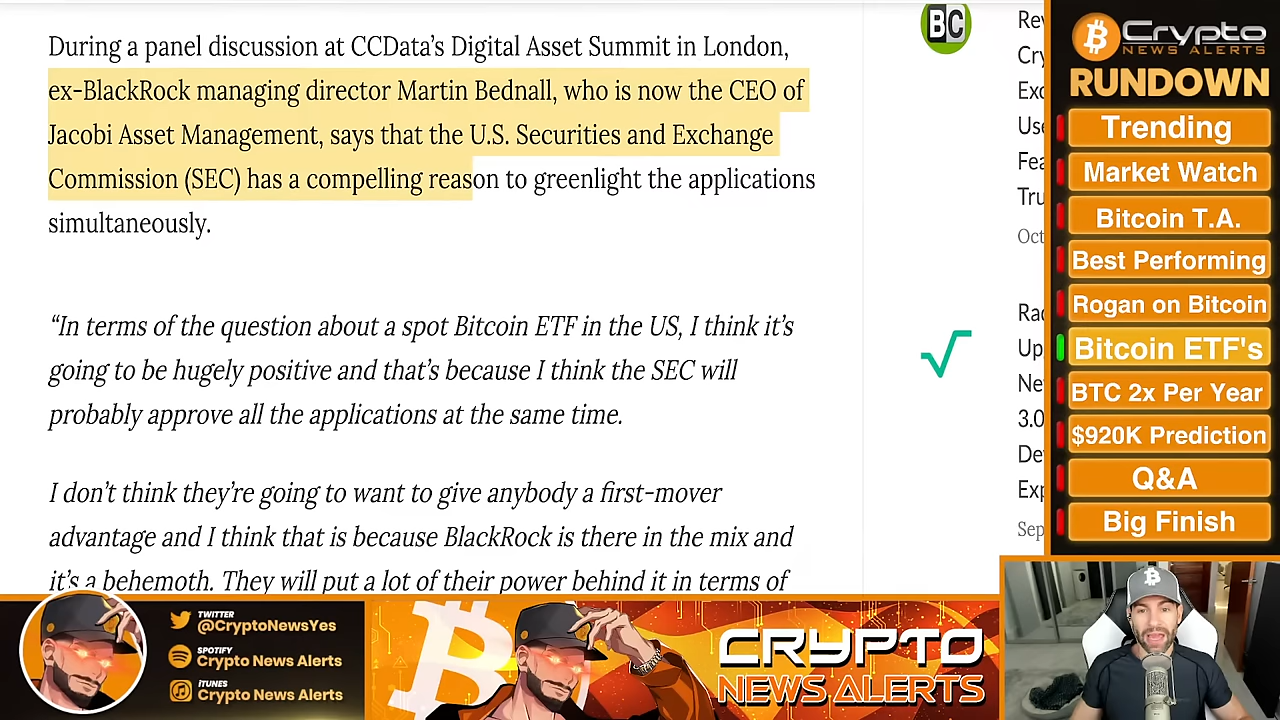 During a panel discussion at CCData’s Digital Asset Summit in London,
ex-BlackRock managing director Martin Bednall, who is now the CEO of
Jacobi Asset Management, says that the U.S. Securities and Exchange
Commission (SEC) has a compelling reason to greenlight the applications
simultaneously.
“In terms of the question about a spot Bitcoin ETF in the US, I think it’s
going to be hugely positive and that’s because I think the SEC will
probably approve all the applications at the same time.
I don’t think they’re going to want to give anybody a first-mover
advantage and I think that is because BlackRock is there in the mix and
it’s a behemoth. They will put a lot of their power behind it in terms of
BC
Oct
Sep
3.0
Crypto
NEWS ALERTS
RUNDOWN
Trending
Market Watch
Bitcoin T.A.
Best Performing
Rogan on Bitcoin
Bitcoin ETF's
BTC 2x Per Year
$920K Prediction
Q&A
Big Finish
TWITTER
@CryptoNewsYes
SPOTIFY
Crypto News Alerts
iTUNES
Crypto News Alerts
CRYPTO
NEWS ALERTS